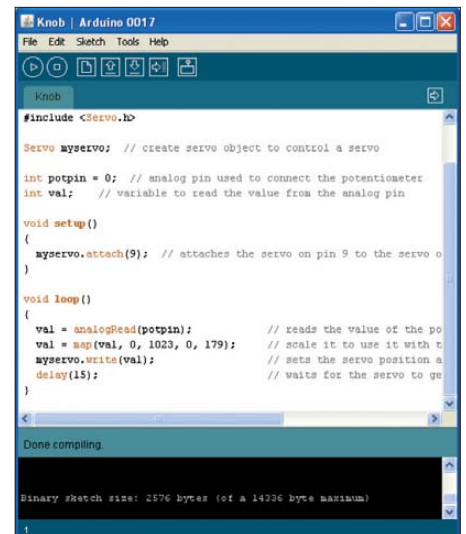 Knob | Arduino 0017
File Edit Sketch Tools Help
Knob
#include <Servo.h>
Servo myservo; // create servo object to control a servo
int potpin = 0; // analog pin used to connect the potentiometer
int val; // variable to read the value from the analog pin
void setup()
{
myservo.attach(9); // attaches the servo on pin 9 to the servo o
}
void loop()
{
val = analogRead(potpin); // reads the value of the po
val = map(val, 0, 1023, 0, 179); // scale it to use it with t
myservo.write(val); // sets the servo position a
delay(15); // waits for the servo to ge
}
Done compiling.
Binary sketch size: 2576 bytes (of a 14336 byte maximum)
1